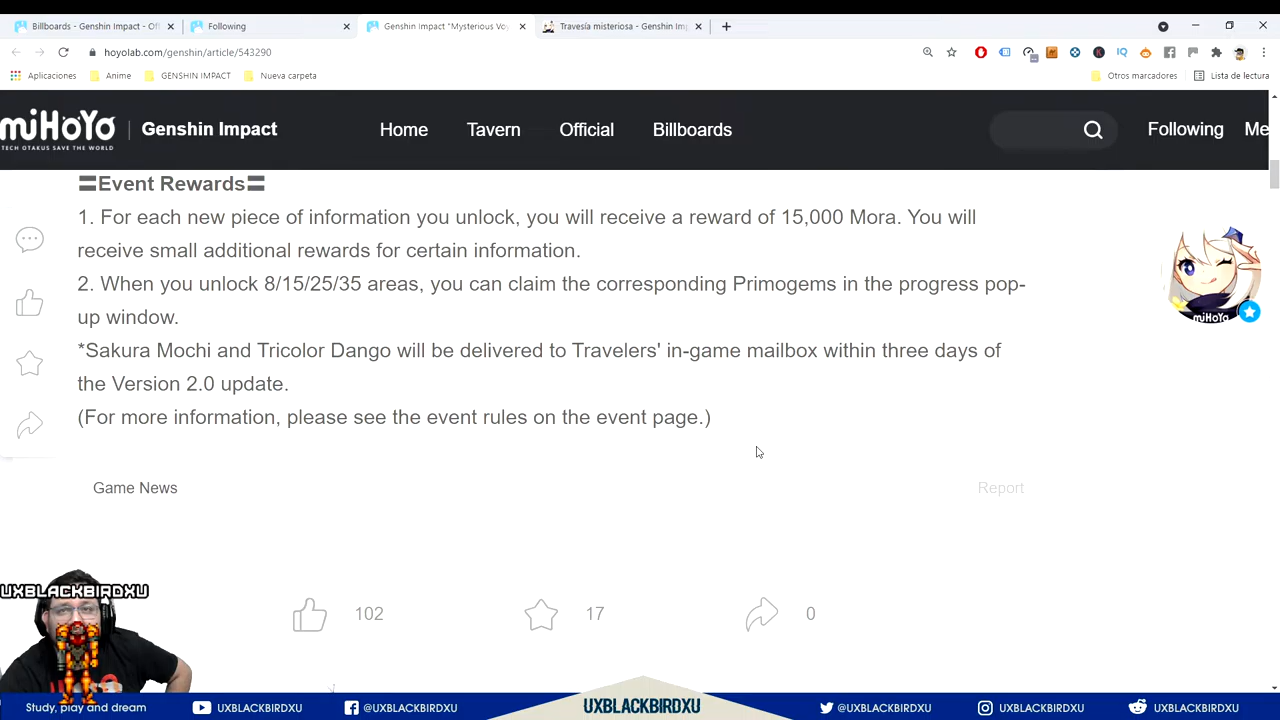 Billboards - Genshin Impact - Off
Following
Genshin Impact "Mysterious Voy
Travesía misteriosa - Genshin Imp
hoyolab.com/genshin/article/543290
Aplicaciones
Anime
GENSHIN IMPACT
Nueva carpeta
Otros marcadores
Lista de lectura
miHoYo
TECH OTAKUS SAVE THE WORLD
Genshin Impact
Home
Tavern
Official
Billboards
Following
Me
〓Event Rewards〓
1. For each new piece of information you unlock, you will receive a reward of 15,000 Mora. You will
receive small additional rewards for certain information.
2. When you unlock 8/15/25/35 areas, you can claim the corresponding Primogems in the progress pop-
up window.
*Sakura Mochi and Tricolor Dango will be delivered to Travelers' in-game mailbox within three days of
the Version 2.0 update.
(For more information, please see the event rules on the event page.)
miHoYo
Game News
Report
UXBLACKBIRDXU
102
17
0
Study, play and dream
UXBLACKBIRDXU
@UXBLACKBIRDXU
UXBLACKBIRDXU
@UXBLACKBIRDXU
UXBLACKBIRDXU
UXBLACKBIRDXU